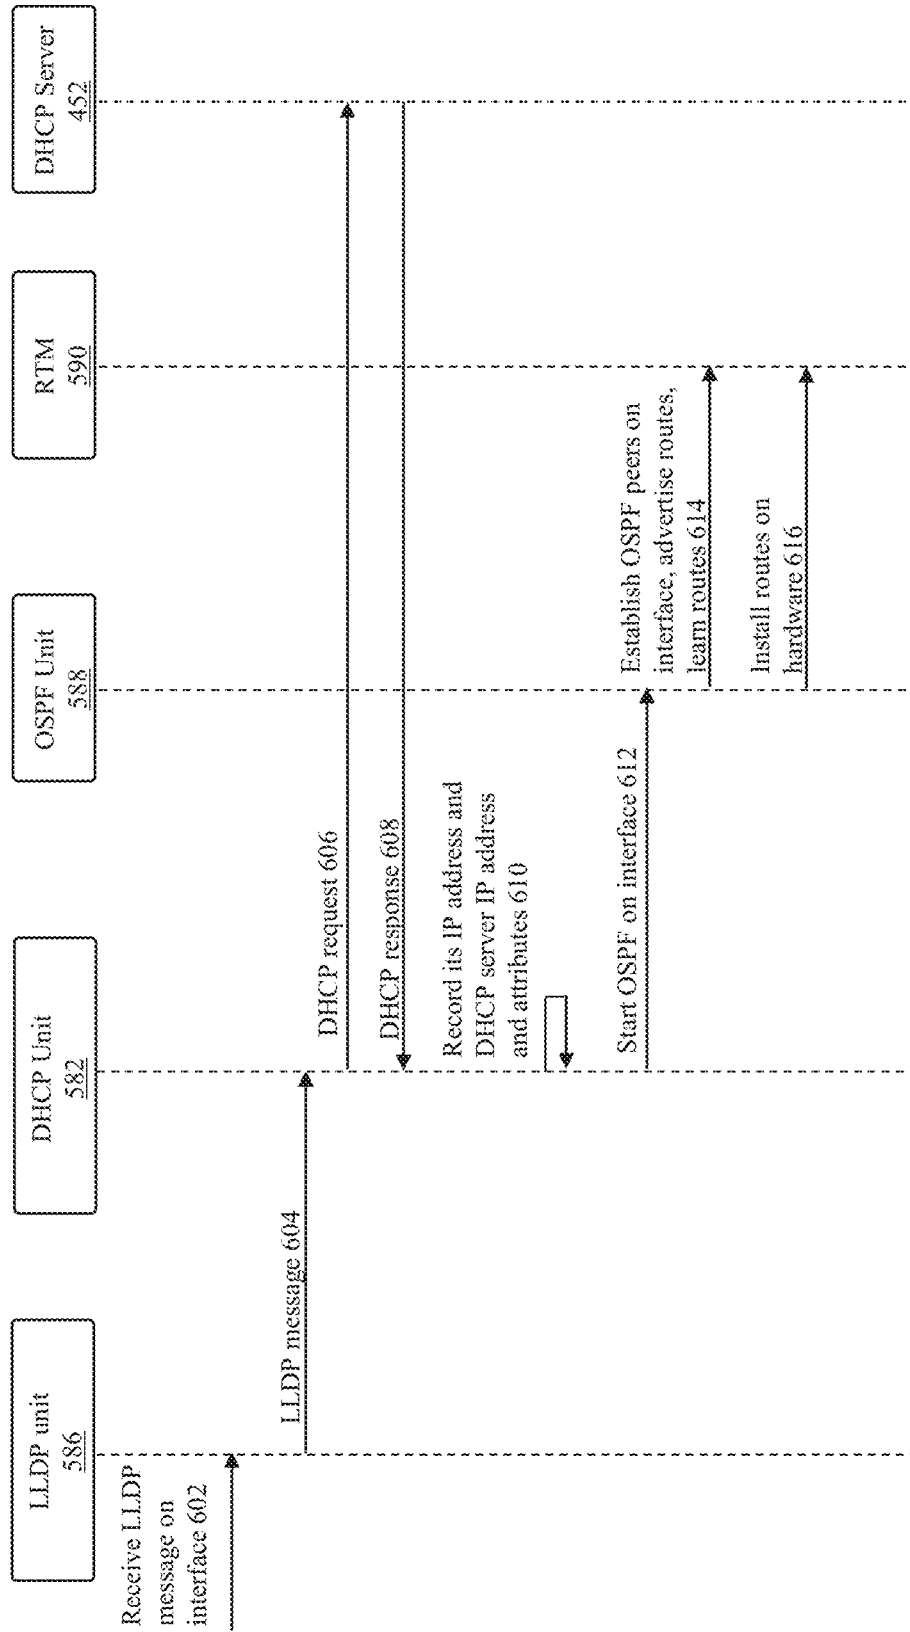 LLDP unit
586
DHCP Unit
582
OSPF Unit
588
RTM
590
DHCP Server
452
Receive LLDP
message on
interface 602
LLDP message 604
DHCP request 606
DHCP response 608
Record its IP address and
DHCP server IP address
and attributes 610
Start OSPF on interface 612
Establish OSPF peers on
interface, advertise routes,
learn routes 614
Install routes on
hardware 616